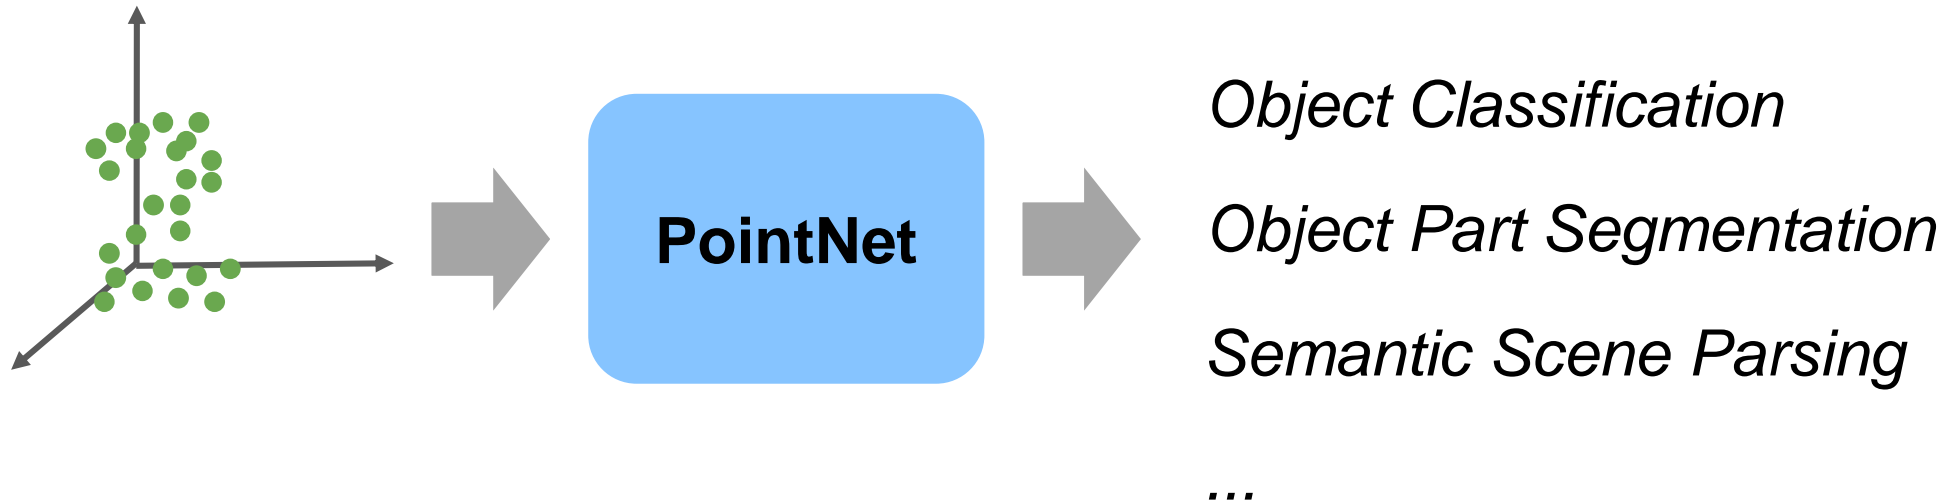 PointNet
Object Classification
Object Part Segmentation
Semantic Scene Parsing
...